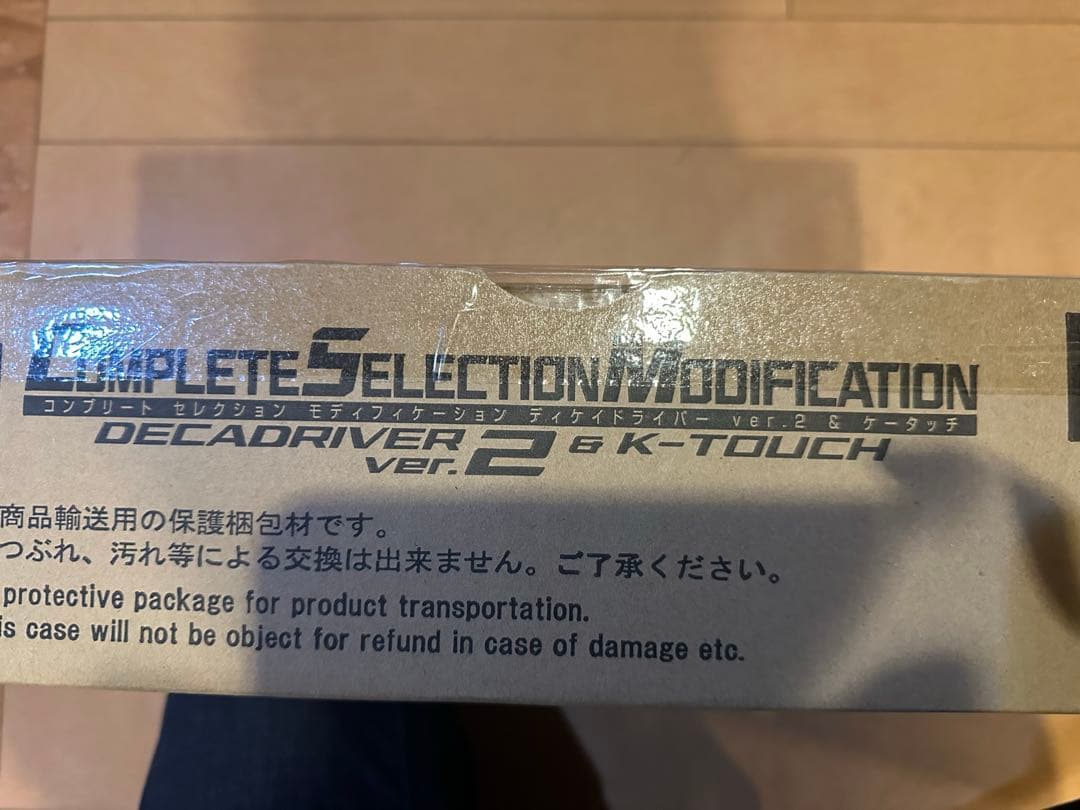 COMPLETE SELECTION MODIFICATION
コンプリート セレクション モディフィケーション ディケイドライバー ver.2 & ケータッチ
DECADRIVER ver.2 & K-TOUCH
商品輸送用の保護梱包材です。
つぶれ、汚れ等による交換は出来ません。ご了承ください。
protective package for product transportation.
case will not be object for refund in case of damage etc.